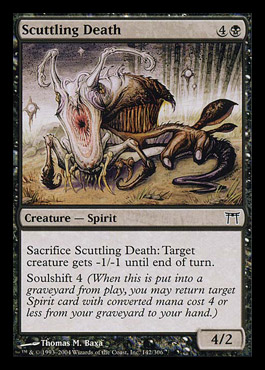 Scuttling Death 4
Creature — Spirit
Sacrifice Scuttling Death: Target
creature gets -1/-1 until end of turn.
Soulshift 4 (When this is put into a
graveyard from play, you may return target
Spirit card with converted mana cost 4 or
less from your graveyard to your hand.)
Thomas M. Baxa
™ & © 1993–2004 Wizards of the Coast, Inc. 142/306
4/2